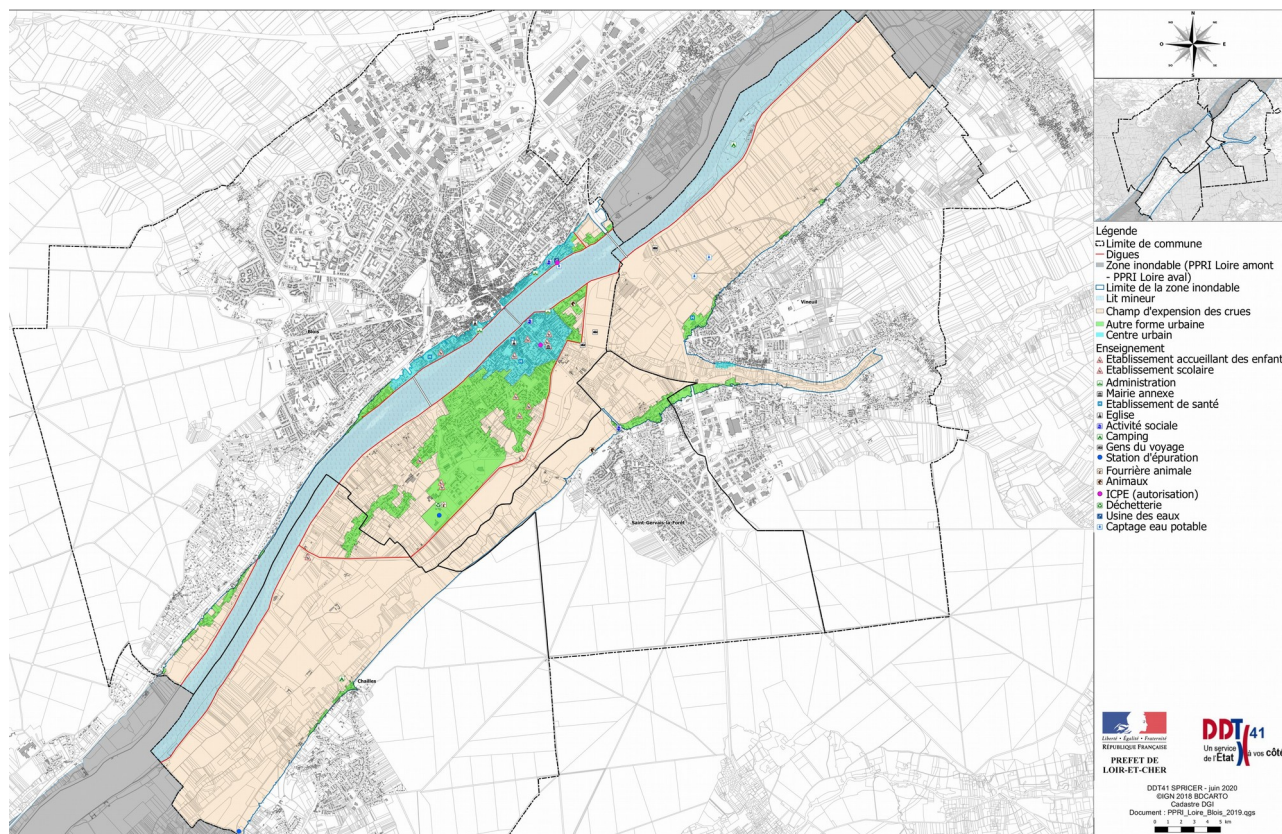 Blois
Vineuil
Saint-Gervais-la-Forêt
Chailles
N
O
E
S
Légende
Limite de commune
Digues
Zone inondable (PPRI Loire amont
- PPRI Loire aval)
Limite de la zone inondable
Lit mineur
Champ d'expension des crues
Autre forme urbaine
Centre urbain
Enseignement
Etablissement accueillant des enfant
Etablissement scolaire
Administration
Mairie annexe
Etablissement de santé
Eglise
Activité sociale
Camping
Gens du voyage
Station d'épuration
Fourrière animale
Animaux
ICPE (autorisation)
Déchetterie
Usine des eaux
Captage eau potable
Liberté • Égalité • Fraternité
RÉPUBLIQUE FRANÇAISE
PREFET DE
LOIR-ET-CHER
DDT 41
Un service
de l'État à vos côté
DDT41 SPRICER - juin 2020
©IGN 2018 BDCARTO
Cadastre DGI
Document : PPRI_Loire_Blois_2019.qgs
0 1 2 3 4 5 km